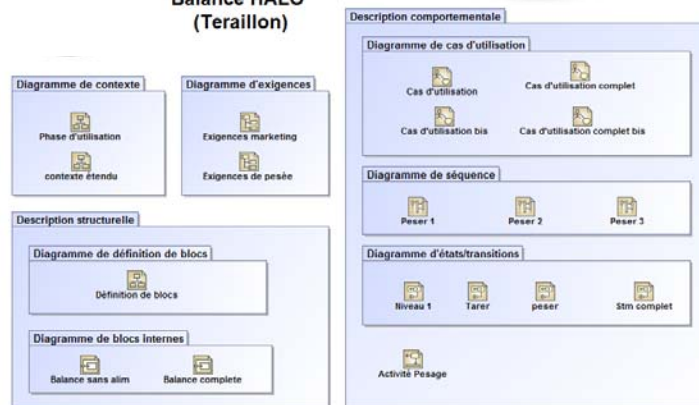 Balance HALO
(Teraillon)
Diagramme de contexte
Phase d'utilisation
contexte étendu
Diagramme d'exigences
Exigences marketing
Exigences de pesée
Description structurelle
Diagramme de définition de blocs
Définition de blocs
Diagramme de blocs Internes
Balance sans alim
Balance complete
Description comportementale
Diagramme de cas d'utilisation
Cas d'utilisation
Cas d'utilisation complet
Cas d'utilisation bis
Cas d'utilisation complet bis
Diagramme de séquence
Peser 1
Peser 2
Peser 3
Diagramme d'états/transitions
Niveau 1
Tarer
peser
Stm complet
Activité Pesage